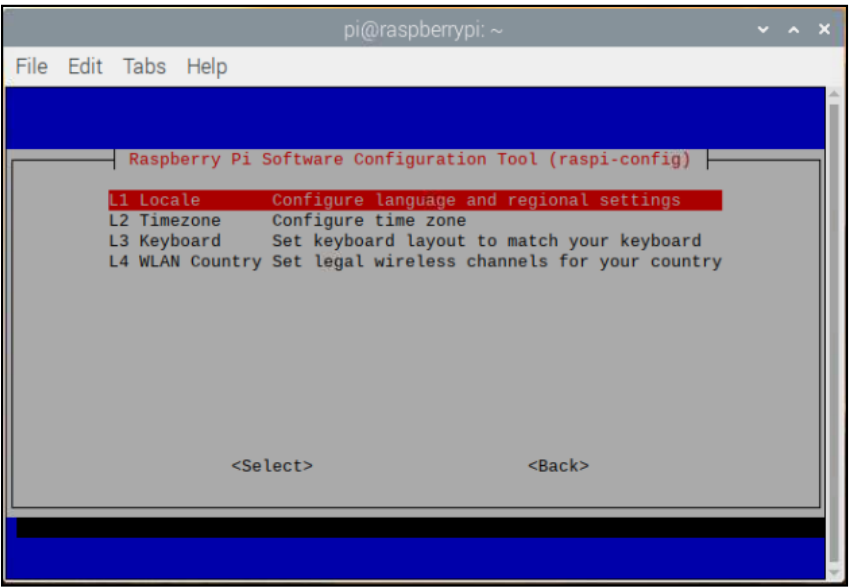 pi@raspberrypi: ~
File Edit Tabs Help
Raspberry Pi Software Configuration Tool (raspi-config)
L1 Locale Configure language and regional settings
L2 Timezone Configure time zone
L3 Keyboard Set keyboard layout to match your keyboard
L4 WLAN Country Set legal wireless channels for your country
<Select> <Back>